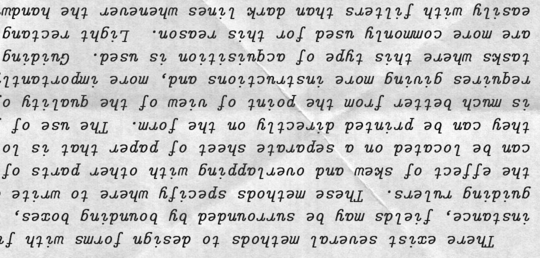 There exist several methods to design forms with f
instance, fields may be surrounded by bounding boxes,
guiding rulers. These methods specify where to write
the effect of skew and overlapping with other parts of
can be located on a separate sheet of paper that is lo
they can be printed directly on the form. The use of
is much better from the point of view of the quality o
requires giving more instructions and, more importantly
tasks where this type of acquisition is used. Guiding
are more commonly used for this reason. Light rectang
easily with filters than dark lines whenever the handw